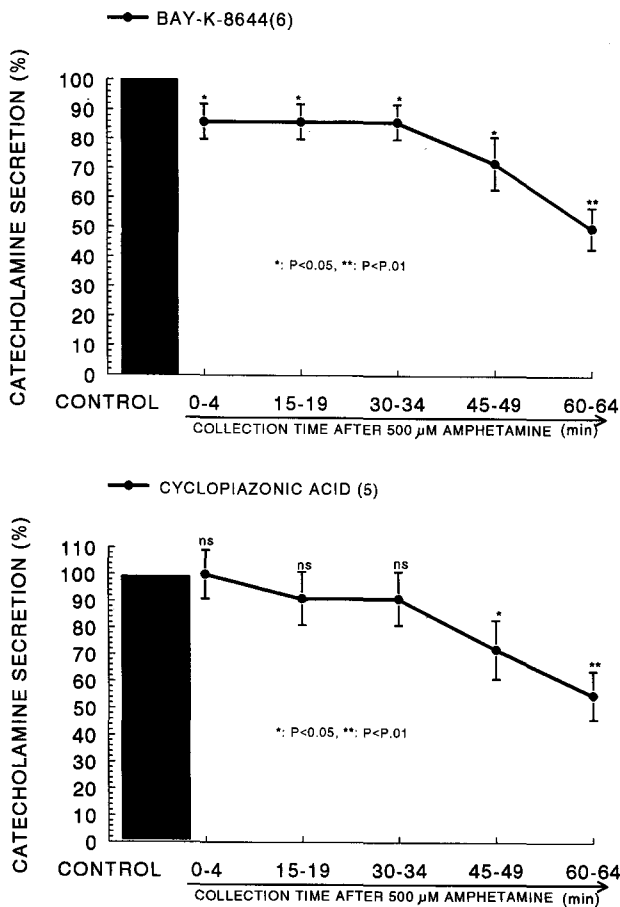 BAY-K-8644(6)
CATECHOLAMINE SECRETION (%)
100
90
80
70
60
50
40
30
20
10
0
* * * * **
*: P<0.05, **: P<P.01
CONTROL 0-4 15-19 30-34 45-49 60-64
COLLECTION TIME AFTER 500 µM AMPHETAMINE (min)
CYCLOPIAZONIC ACID (5)
CATECHOLAMINE SECRETION (%)
110
100
90
80
70
60
50
40
30
20
10
0
ns ns ns * **
*: P<0.05, **: P<P.01
CONTROL 0-4 15-19 30-34 45-49 60-64
COLLECTION TIME AFTER 500 µM AMPHETAMINE (min)